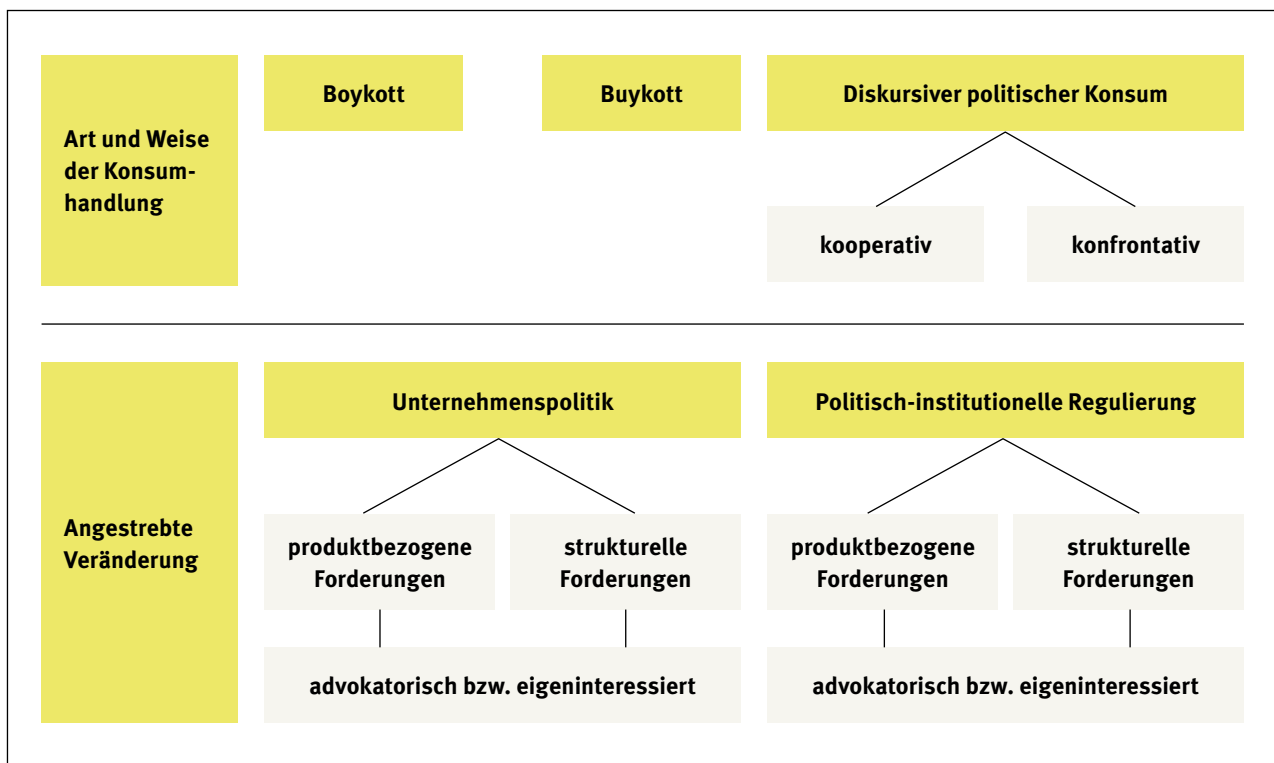 Art und Weise
der Konsum-
handlung
Boykott
Buykott
Diskursiver politischer Konsum
kooperativ
konfrontativ
Angestrebte
Veränderung
Unternehmenspolitik
Politisch-institutionelle Regulierung
produktbezogene
Forderungen
strukturelle
Forderungen
produktbezogene
Forderungen
strukturelle
Forderungen
advokatorisch bzw. eigeninteressiert
advokatorisch bzw. eigeninteressiert